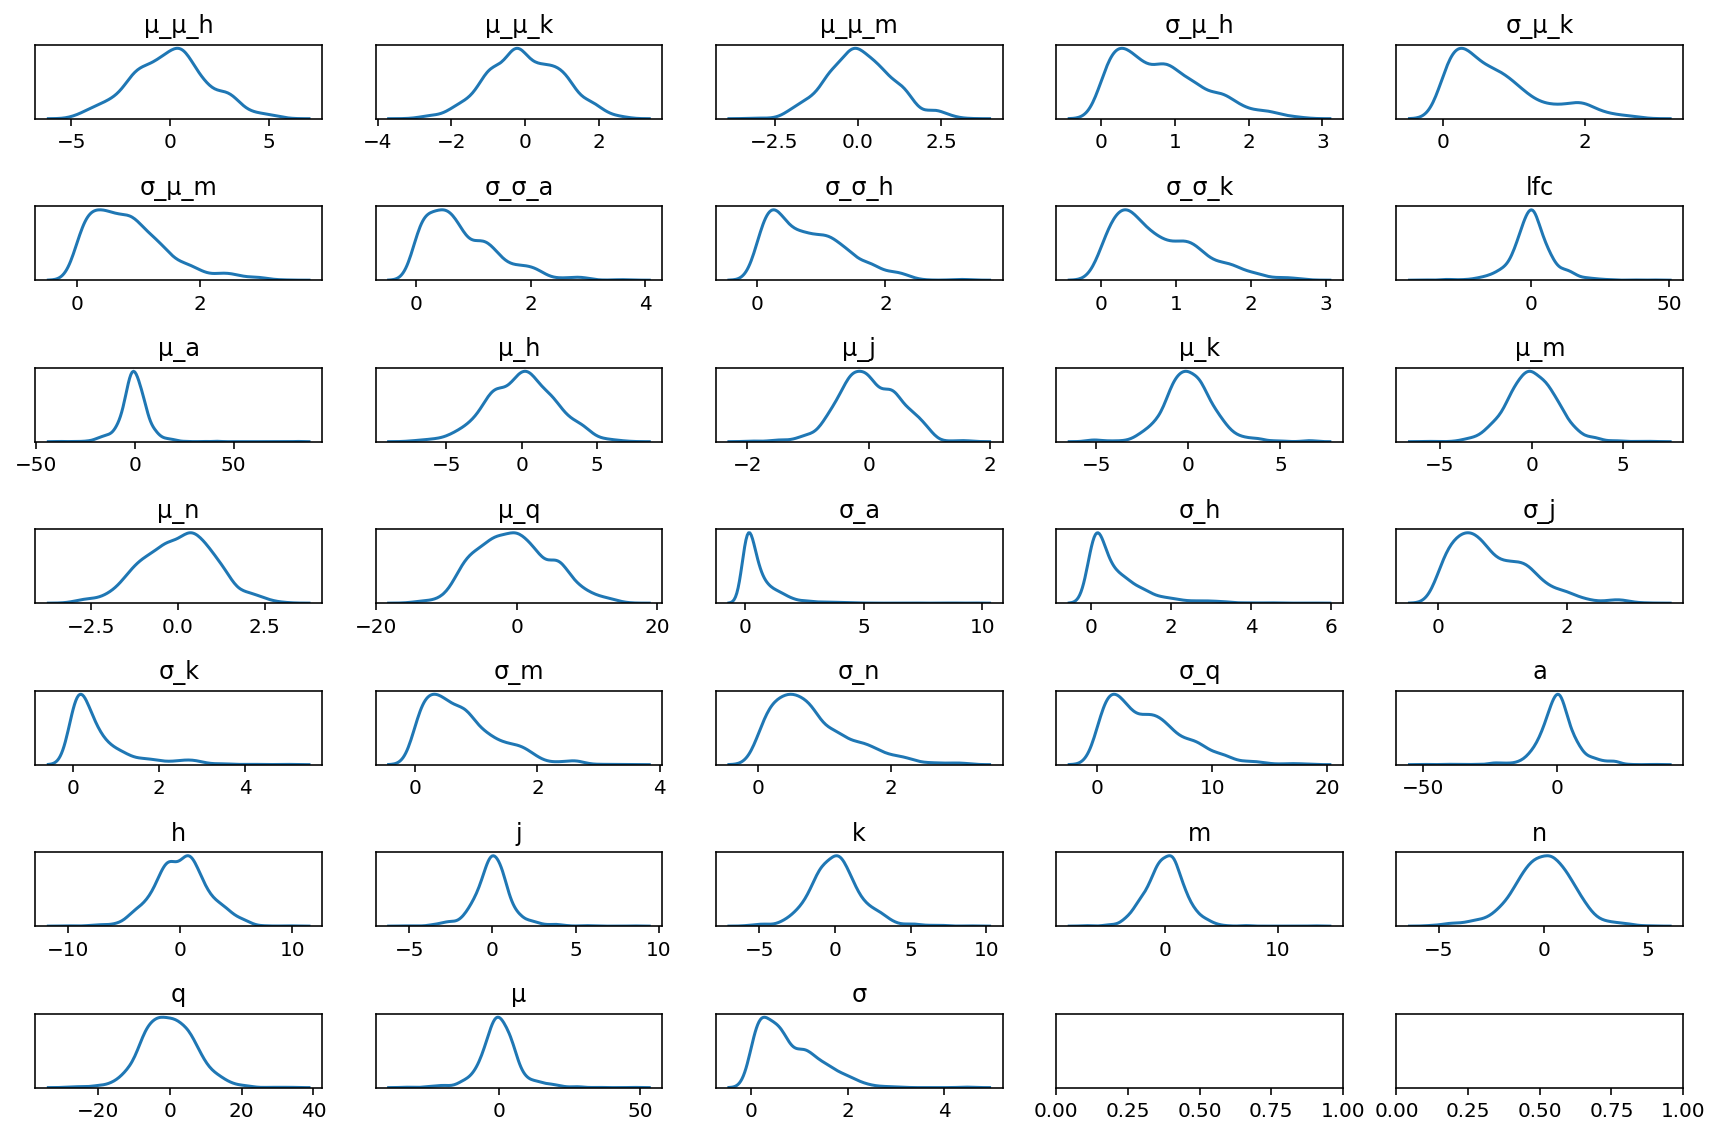 μ_μ_h μ_μ_k μ_μ_m σ_μ_h σ_μ_k
−5 0 5 −4 −2 0 2 −2.5 0.0 2.5 0 1 2 3 0 2
σ_μ_m σ_σ_a σ_σ_h σ_σ_k lfc
0 2 0 2 4 0 2 0 1 2 3 0 50
μ_a μ_h μ_j μ_k μ_m
−50 0 50 −5 0 5 −2 0 2 −5 0 5 −5 0 5
μ_n μ_q σ_a σ_h σ_j
−2.5 0.0 2.5 −20 0 20 0 5 10 0 2 4 6 0 2
σ_k σ_m σ_n σ_q a
0 2 4 0 2 4 0 2 0 10 20 −50 0
h j k m n
−10 0 10 −5 0 5 10 −5 0 5 10 0 10 −5 0 5
q μ σ
−20 0 20 40 0 50 0 2 4 0.00 0.25 0.50 0.75 1.00 0.00 0.25 0.50 0.75 1.00